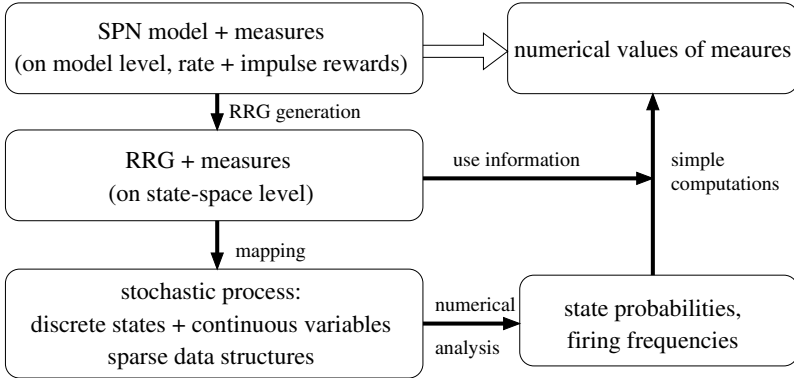 SPN model + measures
(on model level, rate + impulse rewards)
numerical values of meaures
RRG generation
RRG + measures
(on state-space level)
use information
simple
computations
mapping
stochastic process:
discrete states + continuous variables
sparse data structures
numerical
analysis
state probabilities,
firing frequencies